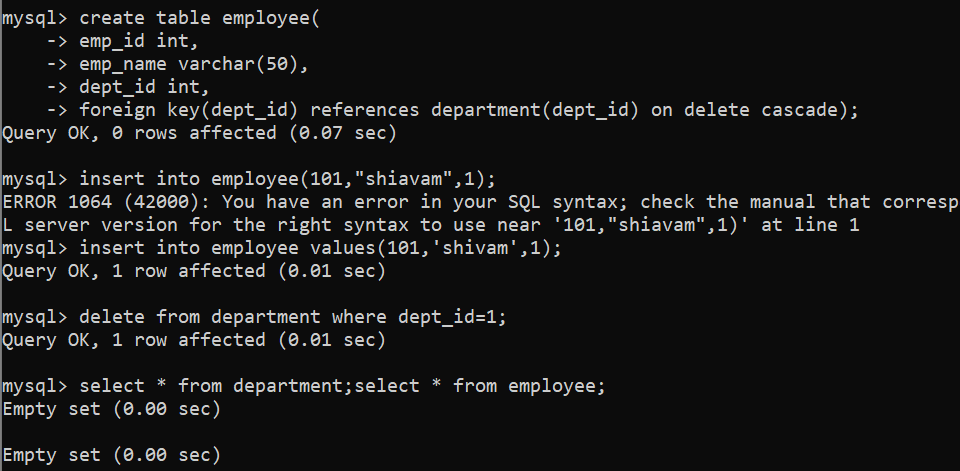 mysql> create table employee(
    -> emp_id int,
    -> emp_name varchar(50),
    -> dept_id int,
    -> foreign key(dept_id) references department(dept_id) on delete cascade);
Query OK, 0 rows affected (0.07 sec)
mysql> insert into employee(101,"shiavam",1);
ERROR 1064 (42000): You have an error in your SQL syntax; check the manual that corresp
L server version for the right syntax to use near '101,"shiavam",1)' at line 1
mysql> insert into employee values(101,'shivam',1);
Query OK, 1 row affected (0.01 sec)
mysql> delete from department where dept_id=1;
Query OK, 1 row affected (0.01 sec)
mysql> select * from department;select * from employee;
Empty set (0.00 sec)
Empty set (0.00 sec)